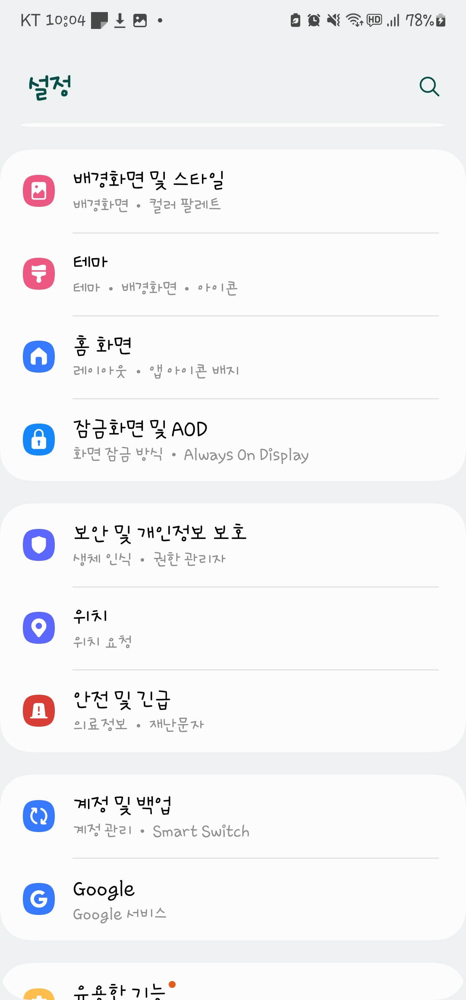 KT 10:04 HD 78%
설정
배경화면 및 스타일
배경화면 • 컬러 팔레트
테마
테마 • 배경화면 • 아이콘
홈 화면
레이아웃 • 앱 아이콘 배지
잠금화면 및 AOD
화면 잠금 방식 • Always On Display
보안 및 개인정보 보호
생체 인식 • 권한 관리자
위치
위치 요청
안전 및 긴급
의료정보 • 재난문자
계정 및 백업
계정 관리 • Smart Switch
Google
Google 서비스
유용한 기능